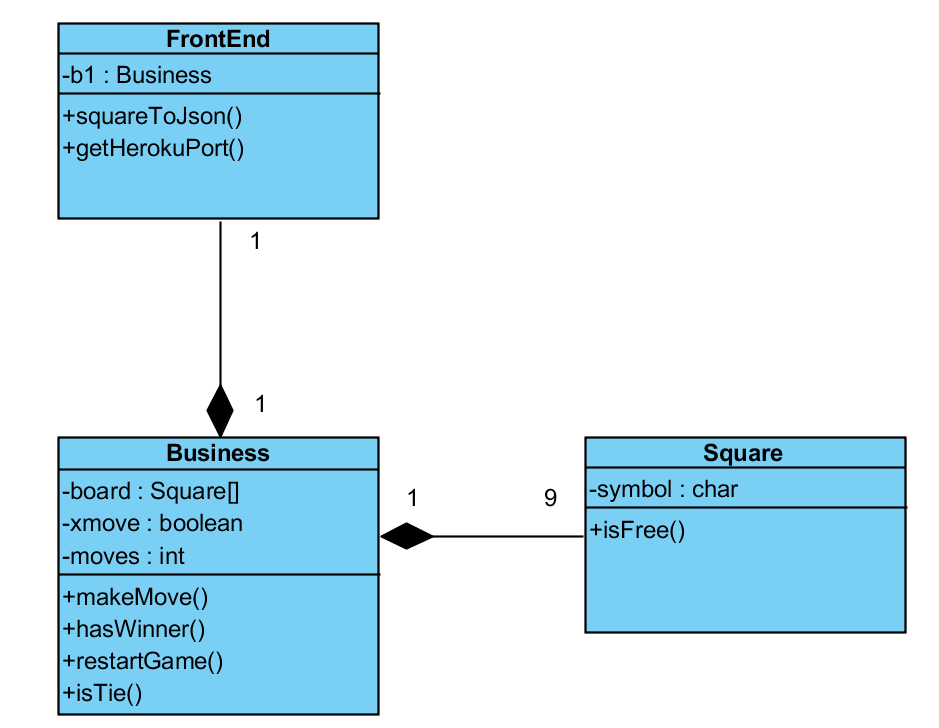 FrontEnd
-b1 : Business
+squareToJson()
+getHerokuPort()
1
1
Business
-board : Square[]
-xmove : boolean
-moves : int
+makeMove()
+hasWinner()
+restartGame()
+isTie()
1
9
Square
-symbol : char
+isFree()